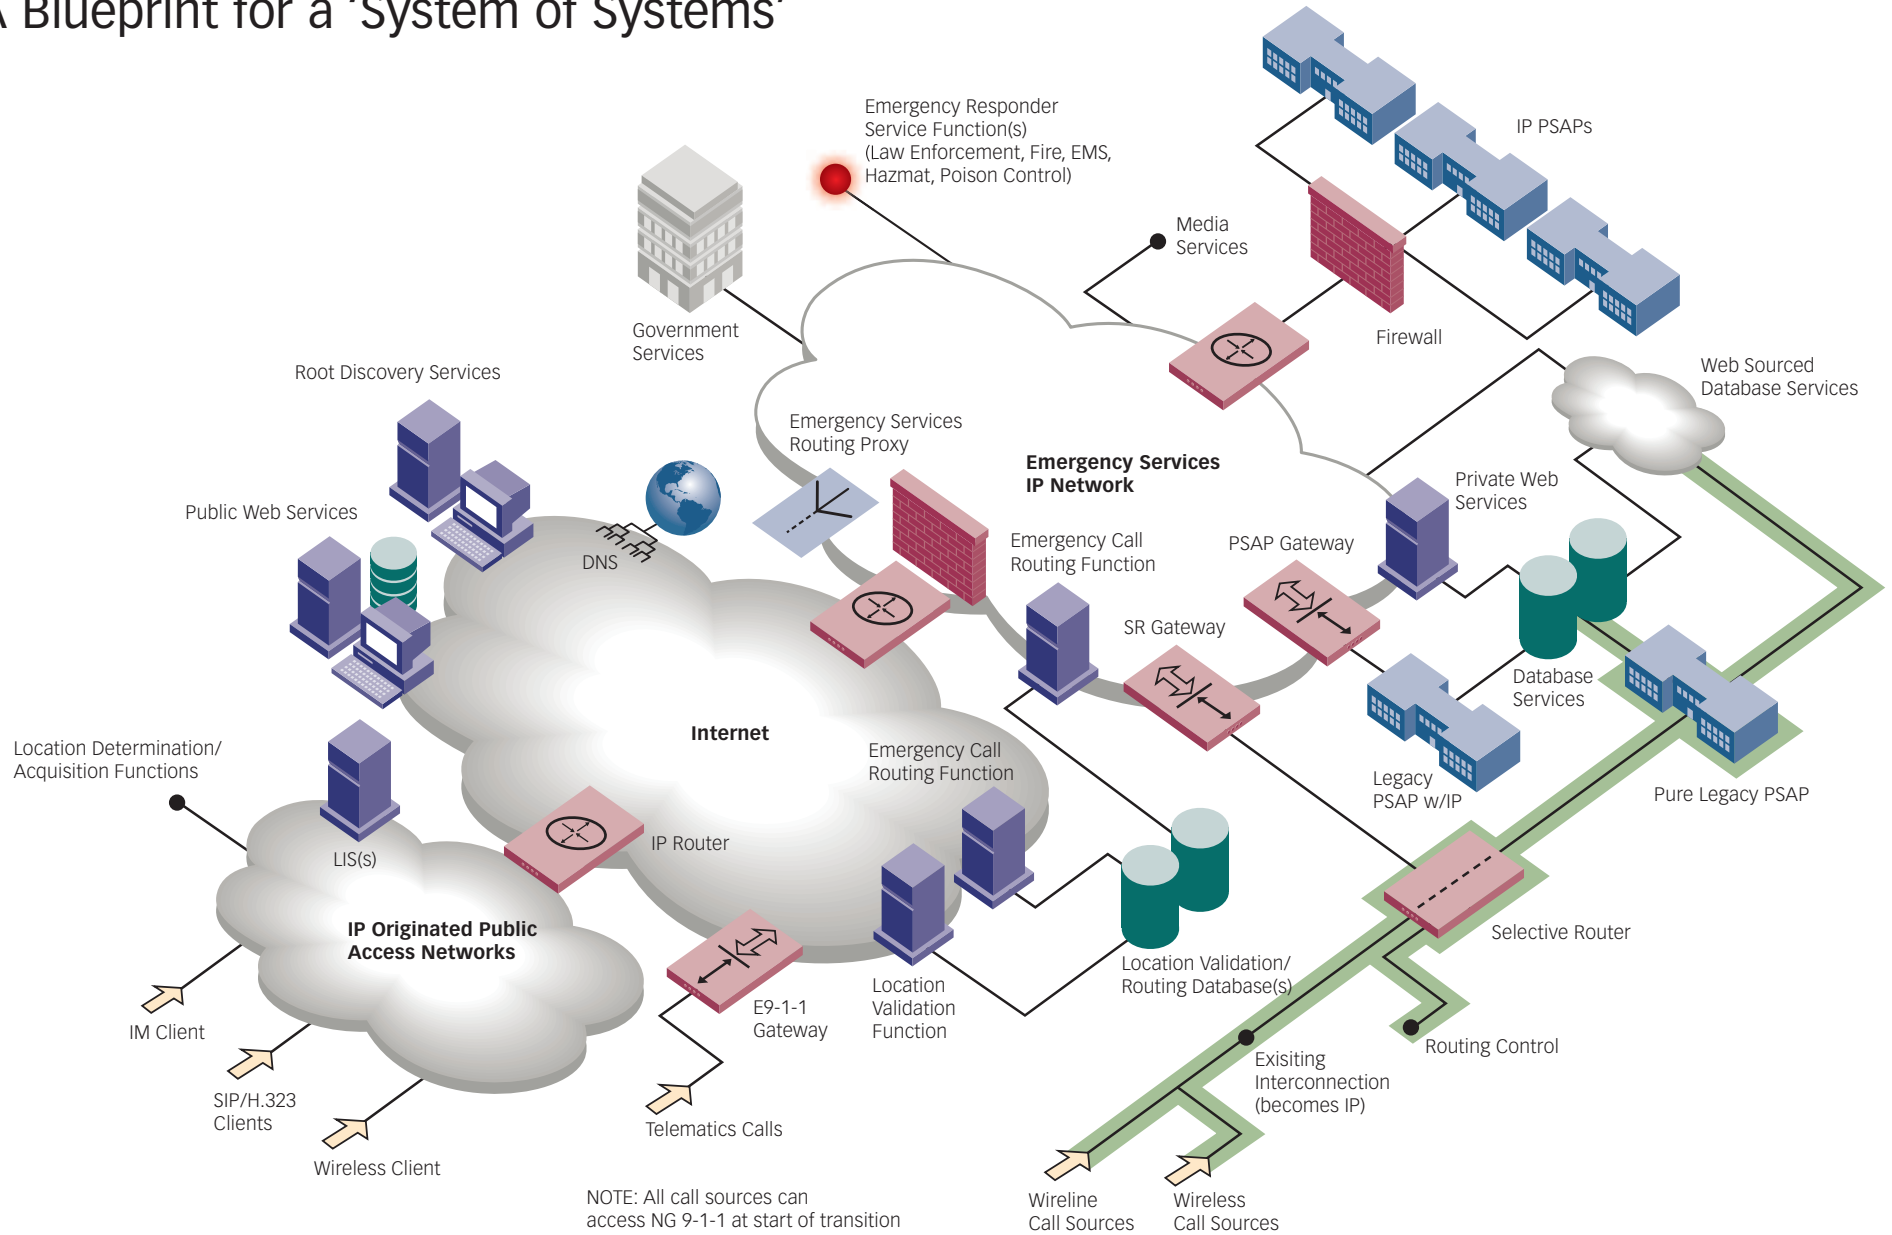 A Blueprint for a ‘System of Systems’
Emergency Responder
Service Function(s)
(Law Enforcement, Fire, EMS,
Hazmat, Poison Control)
IP PSAPs
Media
Services
Government
Services
Firewall
Root Discovery Services
Web Sourced
Database Services
Emergency Services
Routing Proxy
Emergency Services
IP Network
Private Web
Services
Public Web Services
DNS
Emergency Call
Routing Function
PSAP Gateway
SR Gateway
Database
Services
Internet
Location Determination/
Acquisition Functions
Emergency Call
Routing Function
Legacy
PSAP w/IP
Pure Legacy PSAP
LIS(s)
IP Router
IP Originated Public
Access Networks
Selective Router
Location Validation/
Routing Database(s)
Location
Validation
Function
E9-1-1
Gateway
IM Client
Routing Control
Exisiting
Interconnection
(becomes IP)
SIP/H.323
Clients
Telematics Calls
Wireless Client
NOTE: All call sources can
access NG 9-1-1 at start of transition
Wireline
Call Sources
Wireless
Call Sources